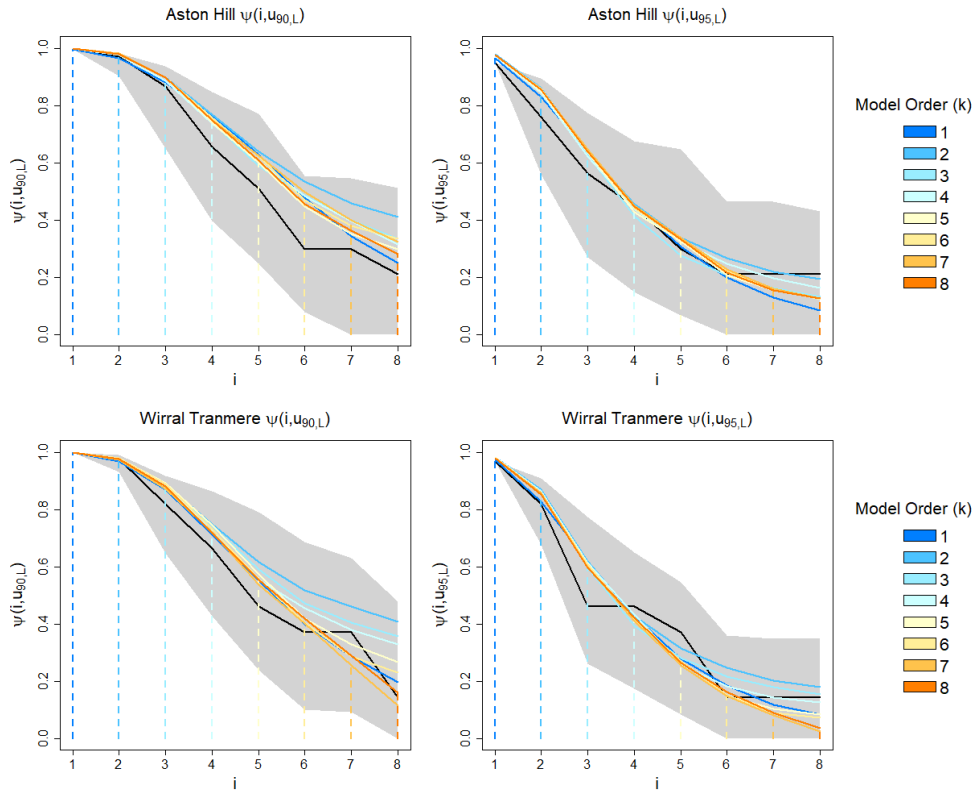 Aston Hill ψ(i,u90,L)
ψ(i,u90,L)
1.0
0.8
0.6
0.4
0.2
0.0
1 2 3 4 5 6 7 8
i
Aston Hill ψ(i,u95,L)
ψ(i,u95,L)
1.0
0.8
0.6
0.4
0.2
0.0
1 2 3 4 5 6 7 8
i
Model Order (k)
1
2
3
4
5
6
7
8
Wirral Tranmere ψ(i,u90,L)
ψ(i,u90,L)
1.0
0.8
0.6
0.4
0.2
0.0
1 2 3 4 5 6 7 8
i
Wirral Tranmere ψ(i,u95,L)
ψ(i,u95,L)
1.0
0.8
0.6
0.4
0.2
0.0
1 2 3 4 5 6 7 8
i
Model Order (k)
1
2
3
4
5
6
7
8